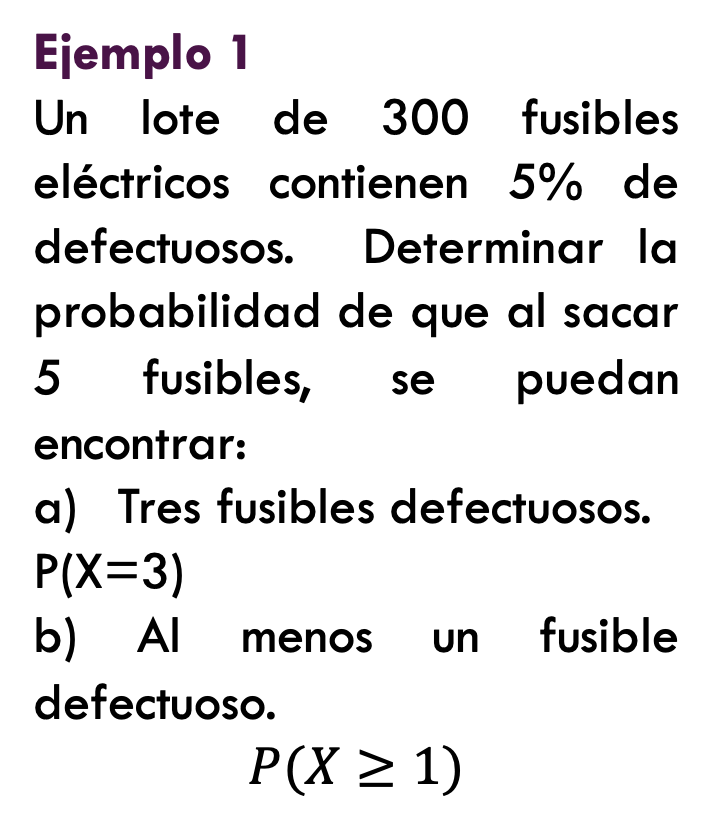 Ejemplo 1
Un lote de 300 fusibles
eléctricos contienen 5% de
defectuosos. Determinar la
probabilidad de que al sacar
5 fusibles, se puedan
encontrar:
a) Tres fusibles defectuosos.
P(X=3)
b) Al menos un fusible
defectuoso.
P(X ≥ 1)